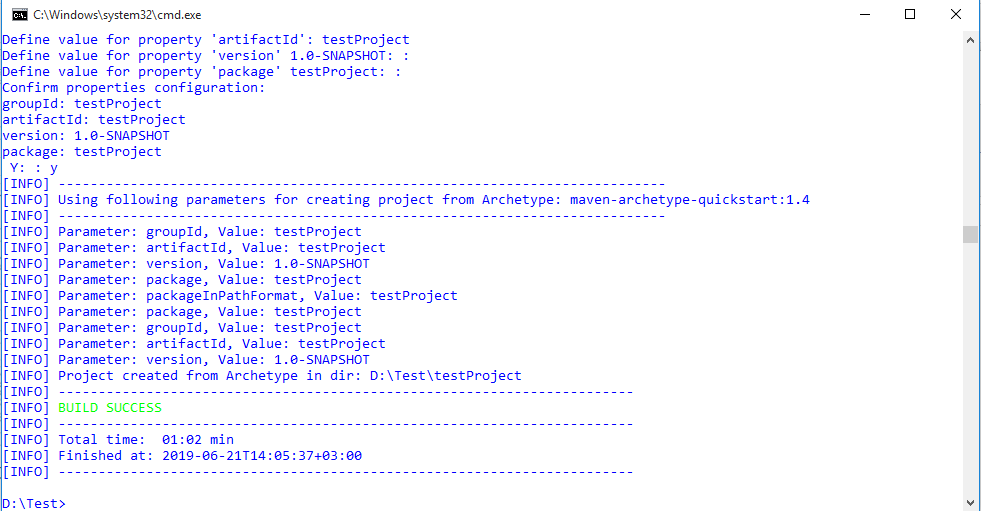 C:\Windows\system32\cmd.exe
Define value for property 'artifactId': testProject
Define value for property 'version' 1.0-SNAPSHOT: :
Define value for property 'package' testProject: :
Confirm properties configuration:
groupId: testProject
artifactId: testProject
version: 1.0-SNAPSHOT
package: testProject
 Y: : y
[INFO] ----------------------------------------------------------------------------
[INFO] Using following parameters for creating project from Archetype: maven-archetype-quickstart:1.4
[INFO] ----------------------------------------------------------------------------
[INFO] Parameter: groupId, Value: testProject
[INFO] Parameter: artifactId, Value: testProject
[INFO] Parameter: version, Value: 1.0-SNAPSHOT
[INFO] Parameter: package, Value: testProject
[INFO] Parameter: packageInPathFormat, Value: testProject
[INFO] Parameter: package, Value: testProject
[INFO] Parameter: groupId, Value: testProject
[INFO] Parameter: artifactId, Value: testProject
[INFO] Parameter: version, Value: 1.0-SNAPSHOT
[INFO] Project created from Archetype in dir: D:\Test\testProject
[INFO] ------------------------------------------------------------------------
[INFO] BUILD SUCCESS
[INFO] ------------------------------------------------------------------------
[INFO] Total time:  01:02 min
[INFO] Finished at: 2019-06-21T14:05:37+03:00
[INFO] ------------------------------------------------------------------------
D:\Test>